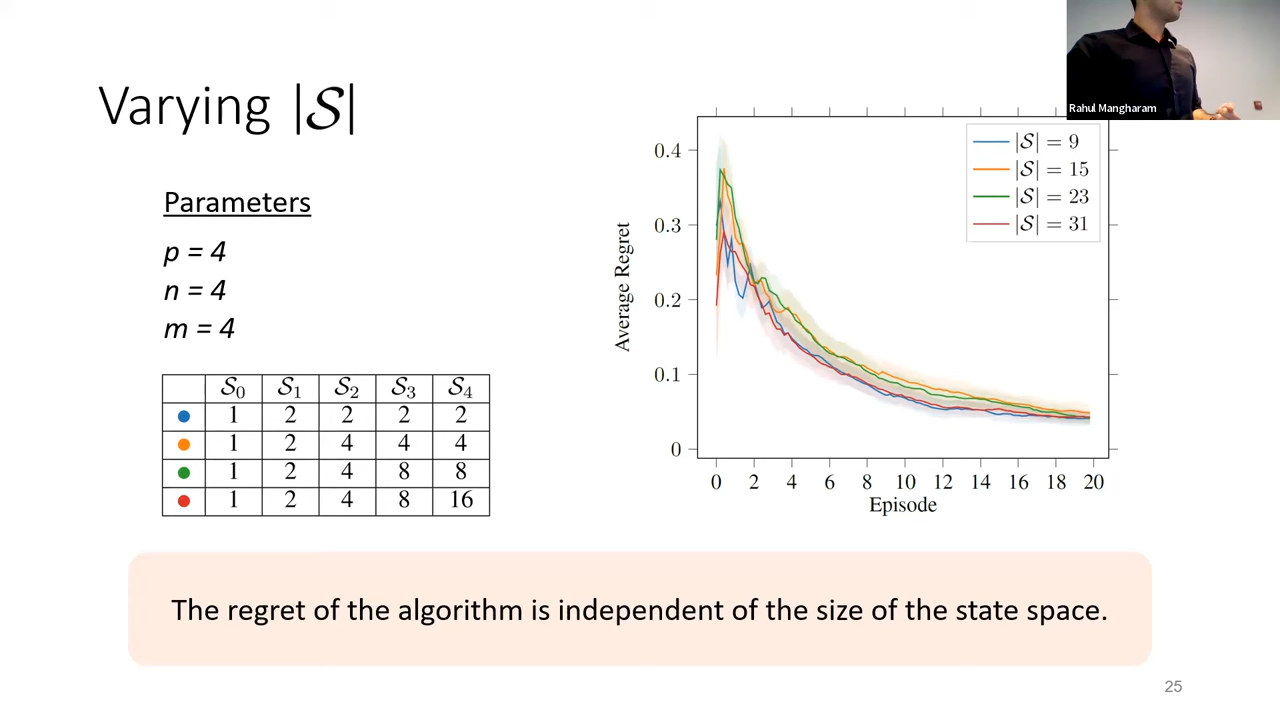 Varying |𝒮|
Parameters
p = 4
n = 4
m = 4
𝒮₀ 𝒮₁ 𝒮₂ 𝒮₃ 𝒮₄
1 2 2 2 2
1 2 4 4 4
1 2 4 8 8
1 2 4 8 16
Average Regret
0.4
0.3
0.2
0.1
0
0 2 4 6 8 10 12 14 16 18 20
Episode
|𝒮| = 9
|𝒮| = 15
|𝒮| = 23
|𝒮| = 31
Rahul Mangharam
The regret of the algorithm is independent of the size of the state space.
25